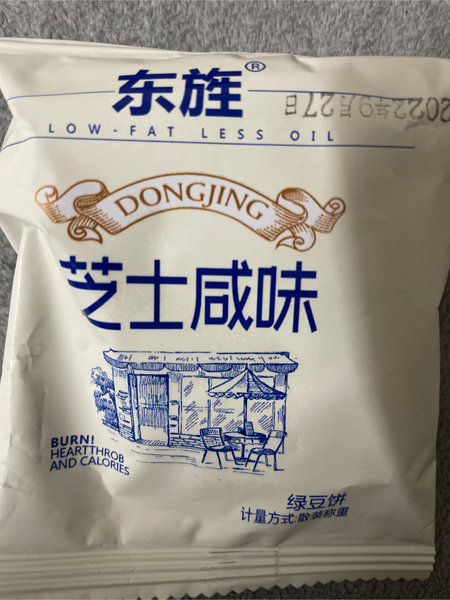 东旌®
2022年9月27日
LOW-FAT LESS OIL
DONGJING
芝士咸味
BURN!
HEARTTHROB
AND CALORIES
绿豆饼
计量方式:散装称重